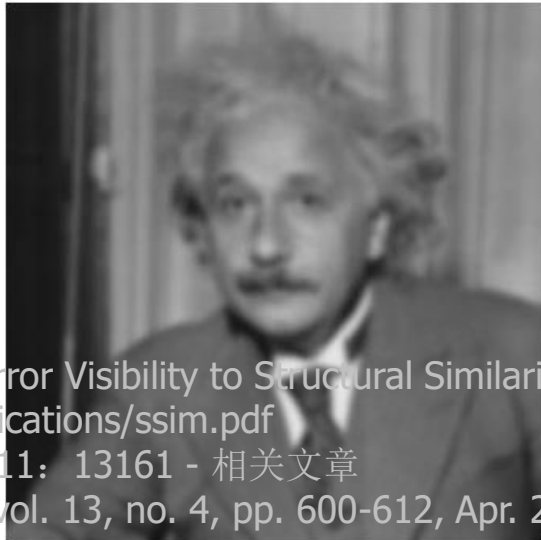 rror Visibility to Structural Similari
ications/ssim.pdf
11：13161 - 相关文章
vol. 13, no. 4, pp. 600-612, Apr. 2